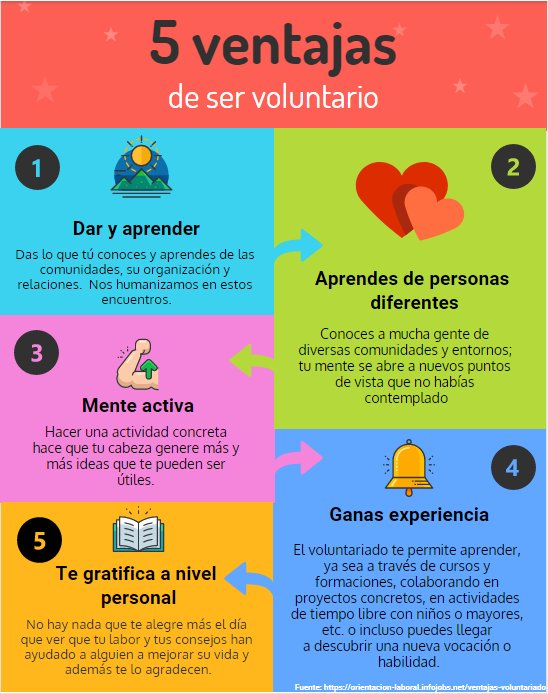 5 ventajas
de ser voluntario
1
Dar y aprender
Das lo que tú conoces y aprendes de las
comunidades, su organización y
relaciones. Nos humanizamos en estos
encuentros.
2
Aprendes de personas
diferentes
Conoces a mucha gente de
diversas comunidades y entornos;
tu mente se abre a nuevos puntos
de vista que no habías
contemplado
3
Mente activa
Hacer una actividad concreta
hace que tu cabeza genere más y
más ideas que te pueden ser
útiles.
4
Ganas experiencia
El voluntariado te permite aprender,
ya sea a través de cursos y
formaciones, colaborando en
proyectos concretos, en actividades
de tiempo libre con niños o mayores,
etc. o incluso puedes llegar
a descubrir una nueva vocación o
habilidad.
5
Te gratifica a nivel
personal
No hay nada que te alegre más el día
que ver que tu labor y tus consejos han
ayudado a alguien a mejorar su vida y
además te lo agradecen.
Fuente: https://orientacion-laboral.infojobs.net/ventajas-voluntariado